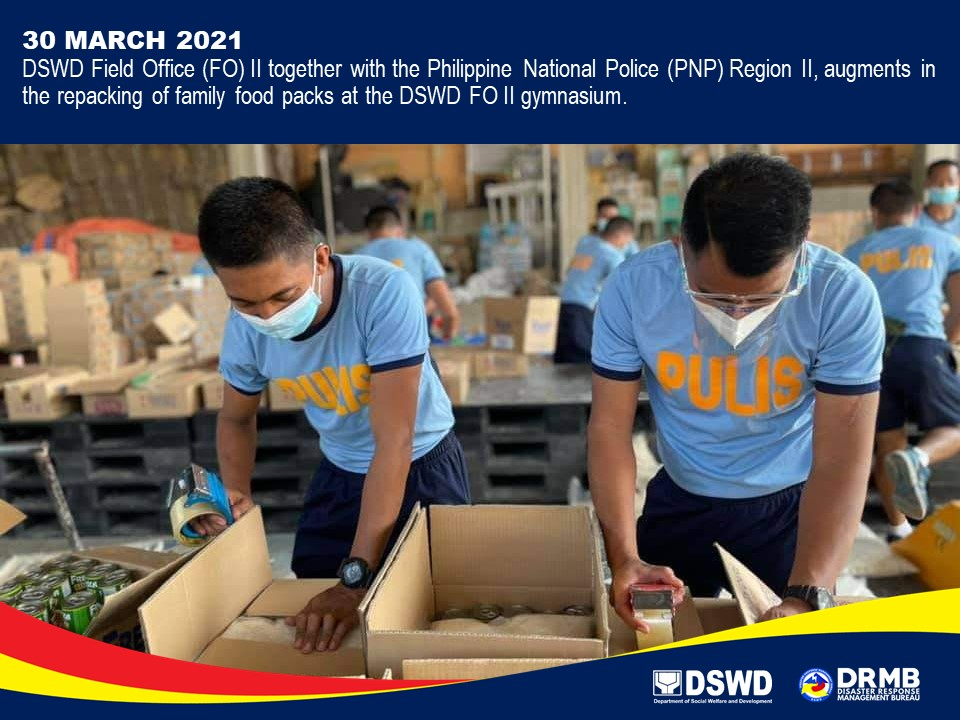 30 MARCH 2021
DSWD Field Office (FO) II together with the Philippine National Police (PNP) Region II, augments in
the repacking of family food packs at the DSWD FO II gymnasium.
PULIS
PULIS
PULIS
DSWD
Department of Social Welfare and Development
DRMB
DISASTER RESPONSE
MANAGEMENT BUREAU